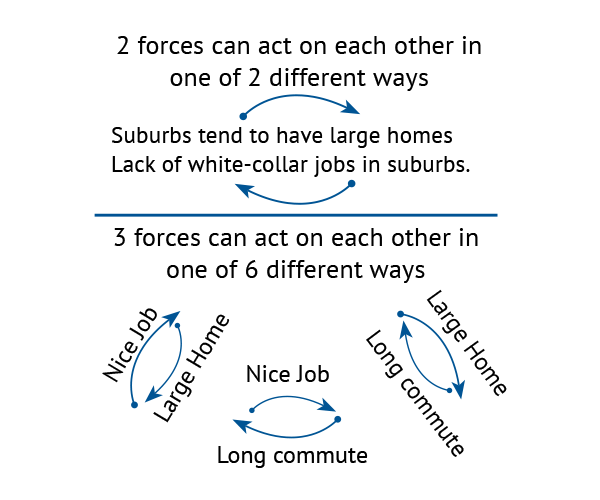 2 forces can act on each other in
one of 2 different ways
Suburbs tend to have large homes
Lack of white-collar jobs in suburbs.
3 forces can act on each other in
one of 6 different ways
Nice Job
Large Home
Nice Job
Long commute
Large Home
Long commute